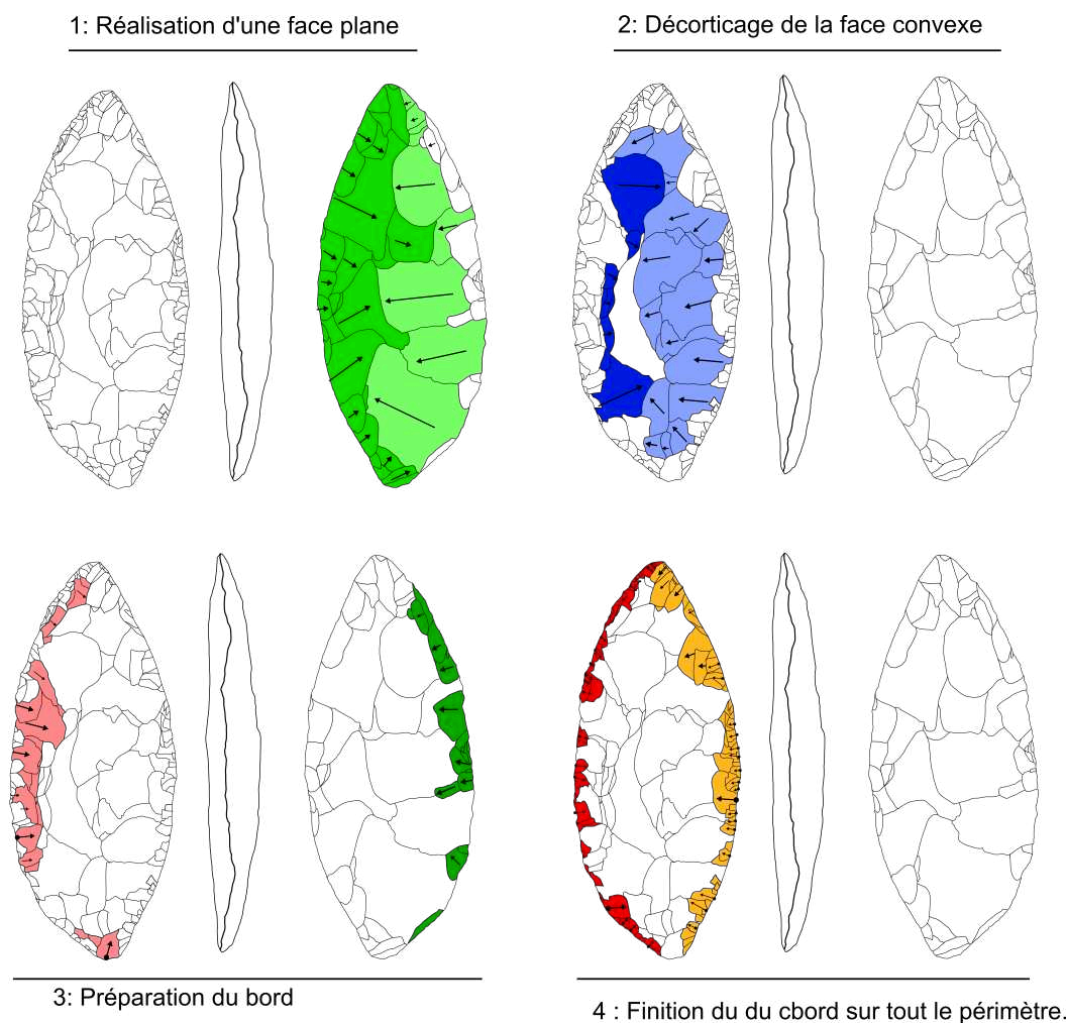 1: Réalisation d'une face plane
2: Décorticage de la face convexe
3: Préparation du bord
4 : Finition du du cbord sur tout le périmètre.